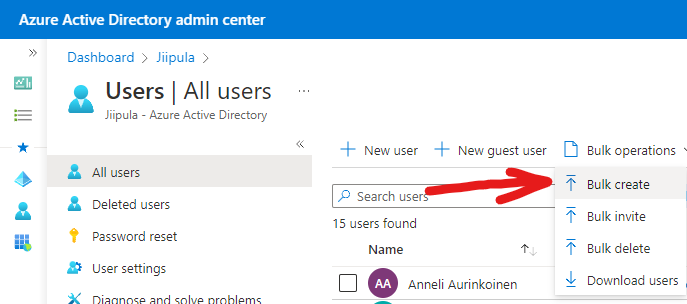 Azure Active Directory admin center
Dashboard > Jiipula >
Users | All users ...
Jiipula - Azure Active Directory
All users
Deleted users
Password reset
User settings
Diagnose and solve problems
+ New user + New guest user Bulk operations
Bulk create
Bulk invite
Bulk delete
Download users
Search users
15 users found
Name
AA Anneli Aurinkoinen